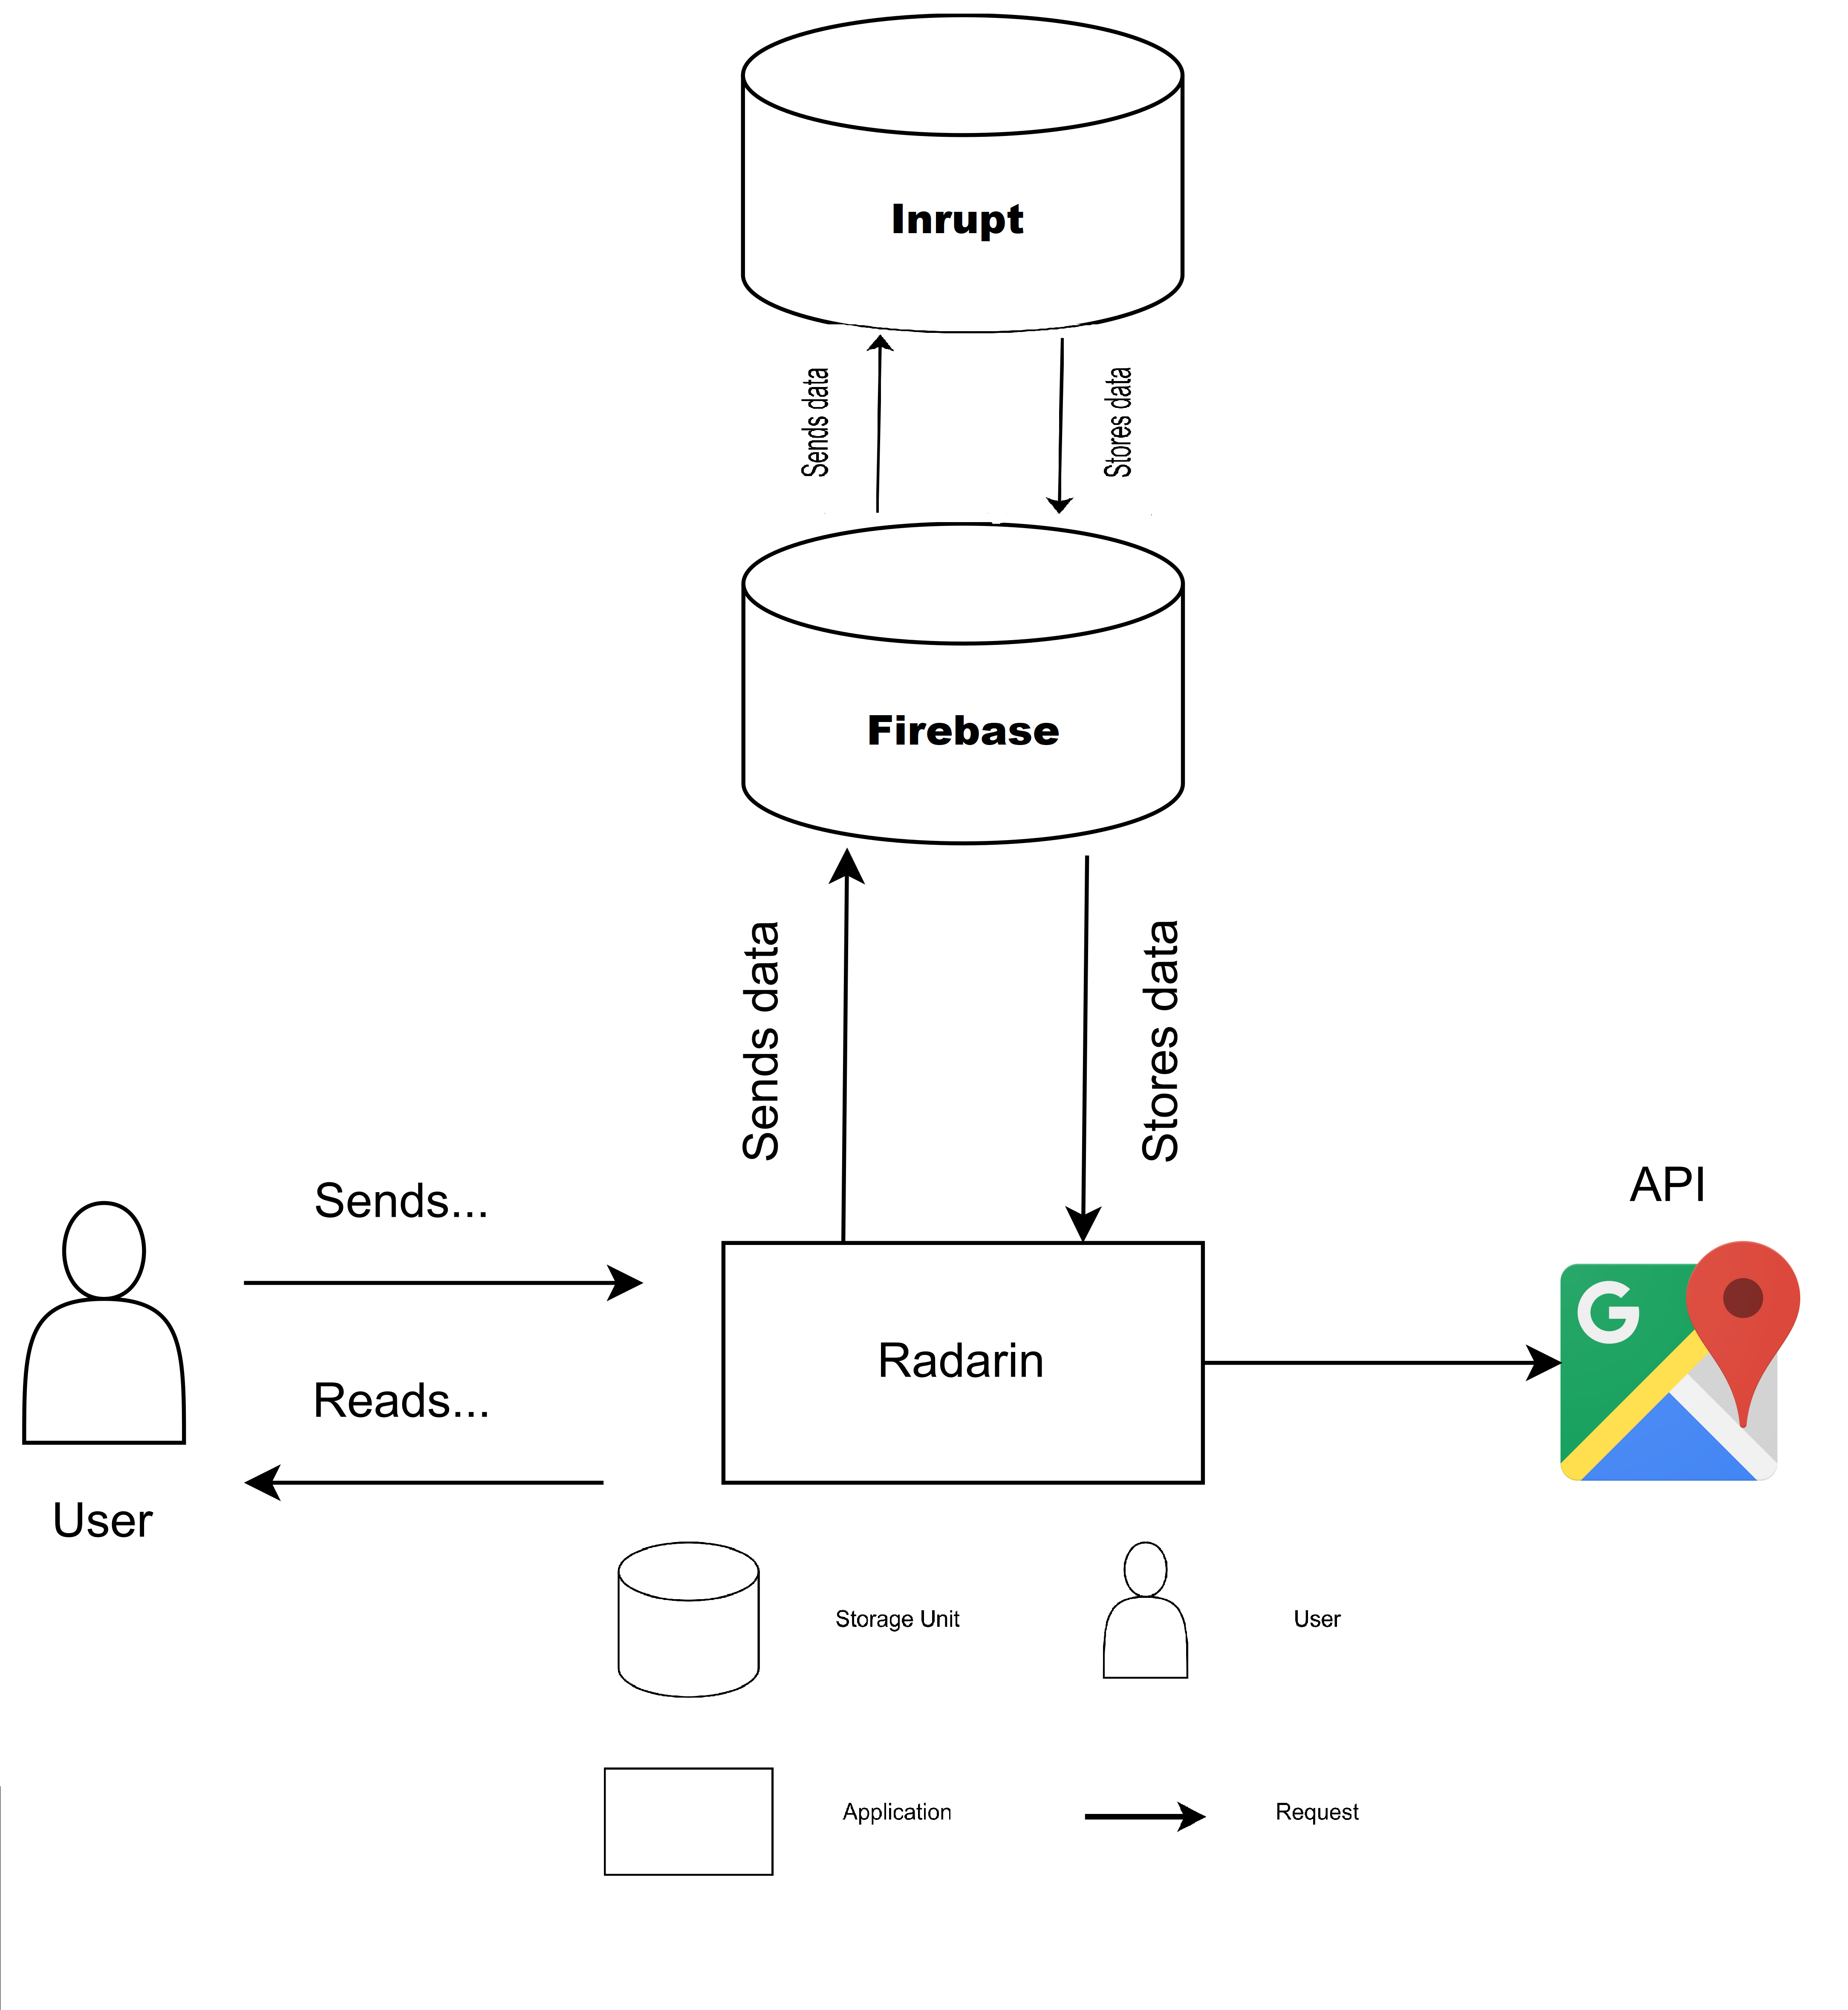 Inrupt
Sends data
Stores data
Firebase
Sends data
Stores data
API
Sends...
G
Radarin
Reads...
User
Storage Unit
User
Application
Request